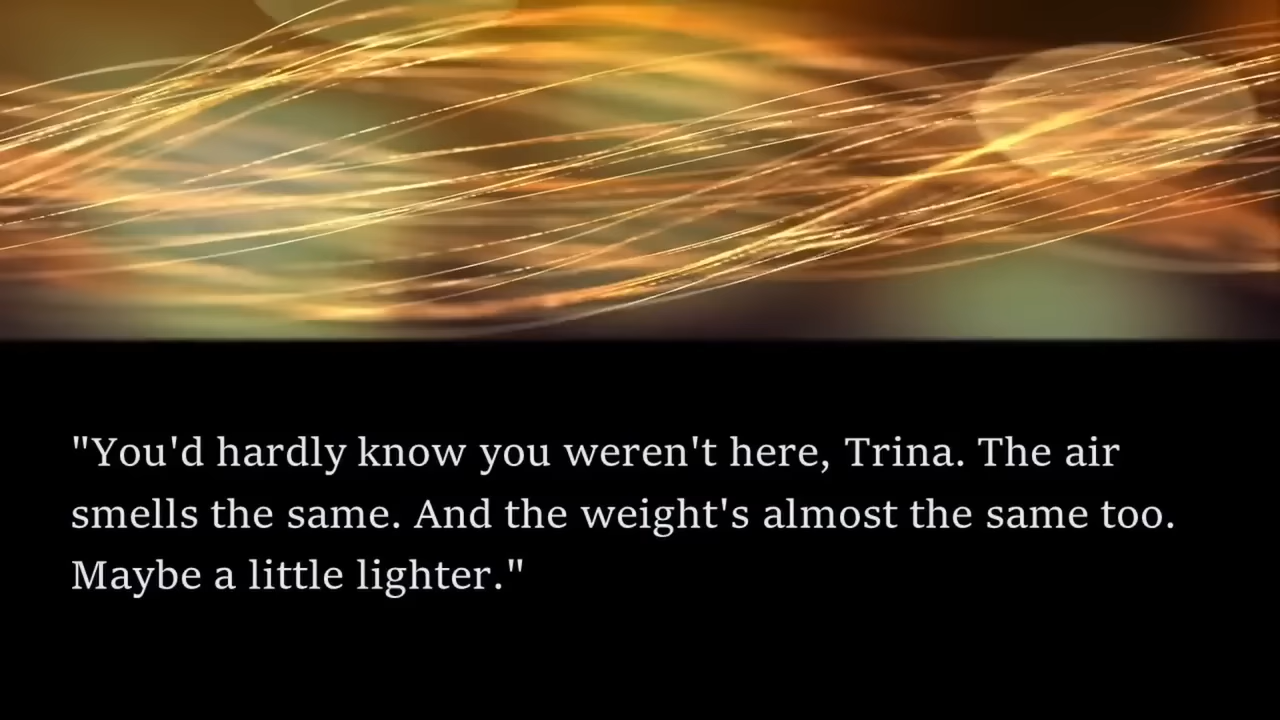 "You'd hardly know you weren't here, Trina. The air
smells the same. And the weight's almost the same too.
Maybe a little lighter."